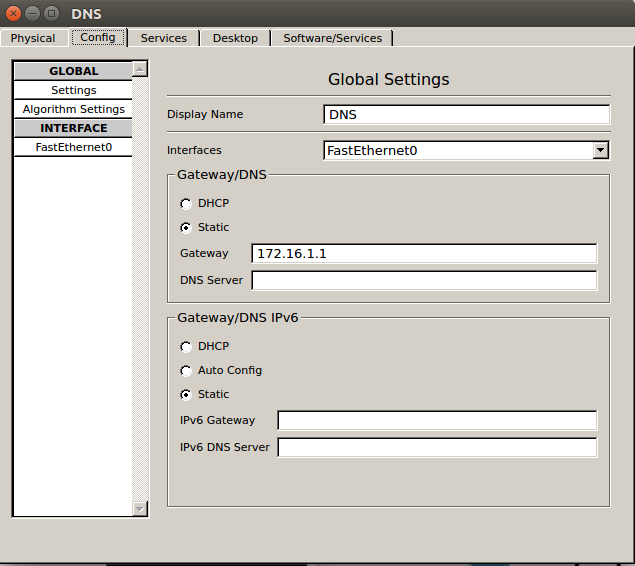 DNS
Physical Config Services Desktop Software/Services
GLOBAL
Settings
Algorithm Settings
INTERFACE
FastEthernet0
Global Settings
Display Name DNS
Interfaces FastEthernet0
Gateway/DNS
DHCP
Static
Gateway 172.16.1.1
DNS Server
Gateway/DNS IPv6
DHCP
Auto Config
Static
IPv6 Gateway
IPv6 DNS Server